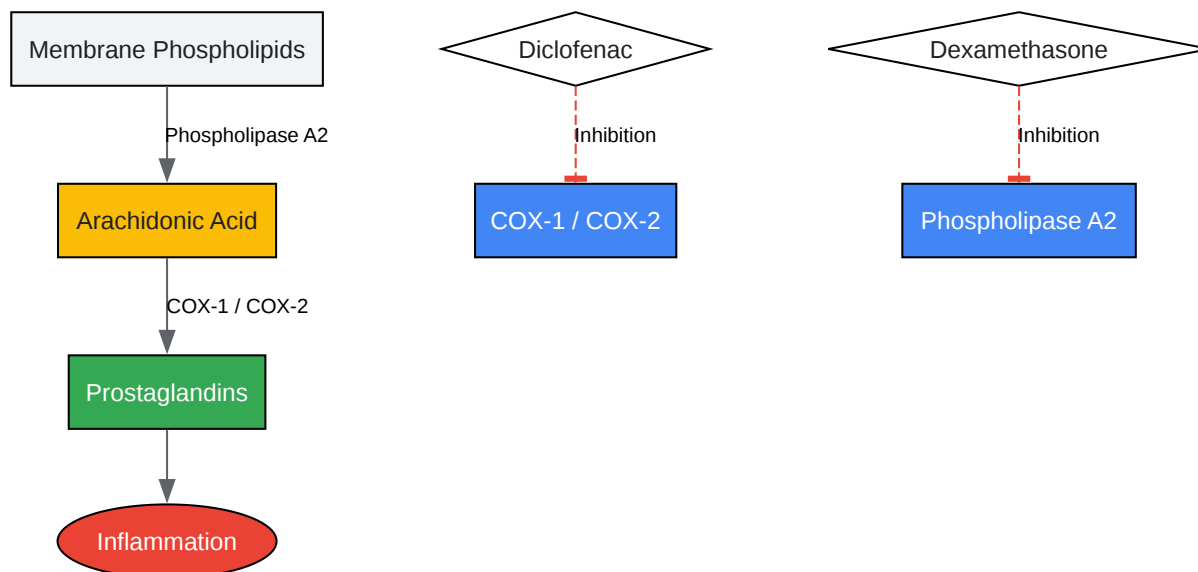 Membrane Phospholipids
Diclofenac
Dexamethasone
Phospholipase A2
Inhibition
Inhibition
Arachidonic Acid
COX-1 / COX-2
Phospholipase A2
COX-1 / COX-2
Prostaglandins
Inflammation